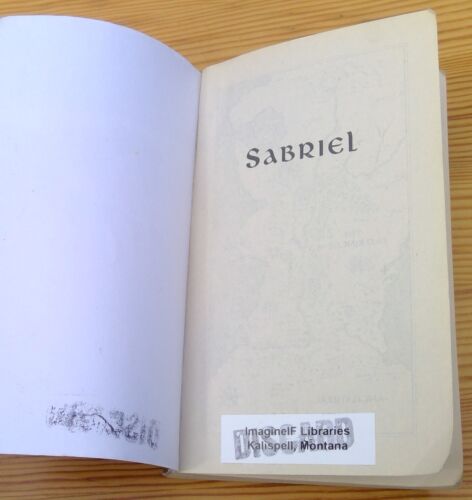 SABRIEL
ImagineIF Libraries
Kalispell, Montana
DISCARD